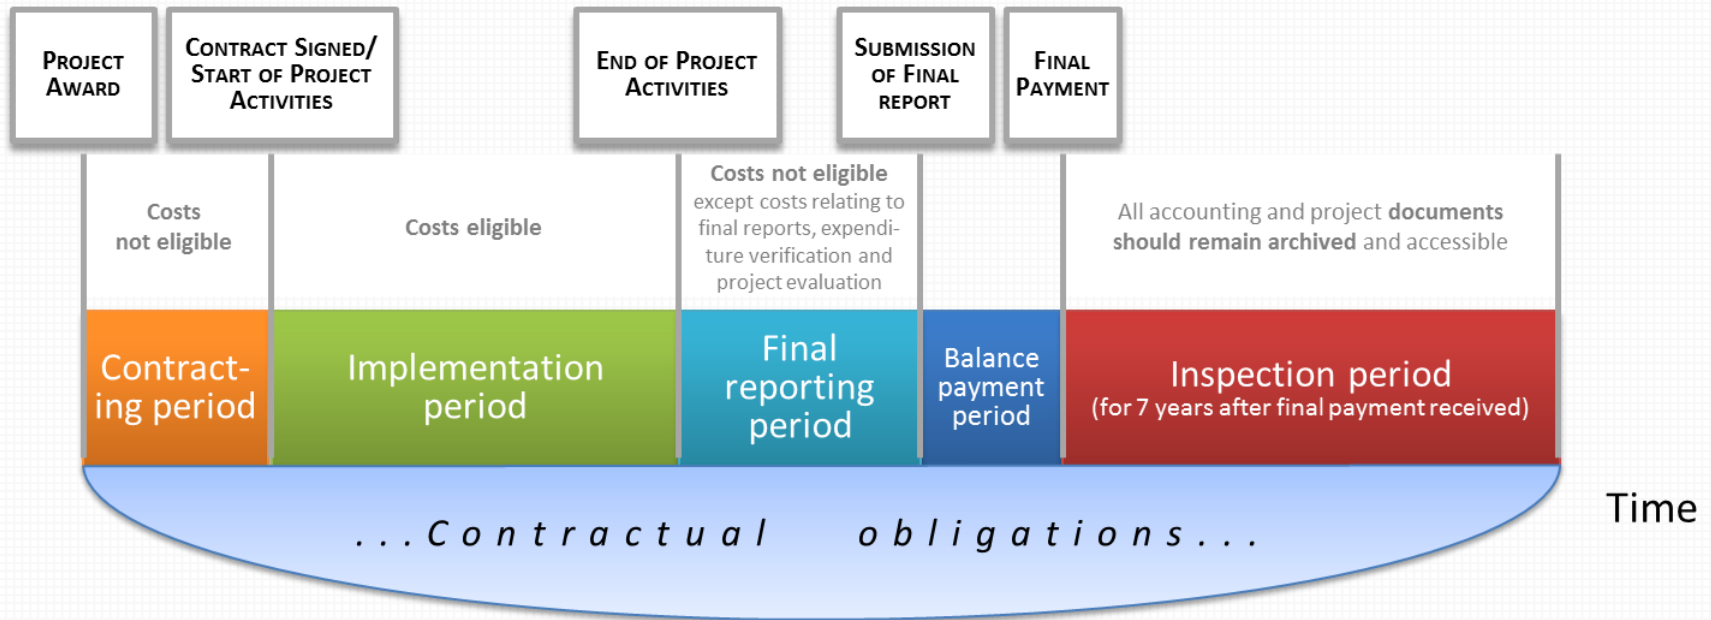 PROJECT
AWARD
CONTRACT SIGNED/
START OF PROJECT
ACTIVITIES
END OF PROJECT
ACTIVITIES
SUBMISSION
OF FINAL
REPORT
FINAL
PAYMENT
Costs
not eligible
Costs eligible
Costs not eligible
except costs relating to
final reports, expendi-
ture verification and
project evaluation
All accounting and project documents
should remain archived and accessible
Contract-
ing period
Implementation
period
Final
reporting
period
Balance
payment
period
Inspection period
(for 7 years after final payment received)
...Contractual obligations...
Time